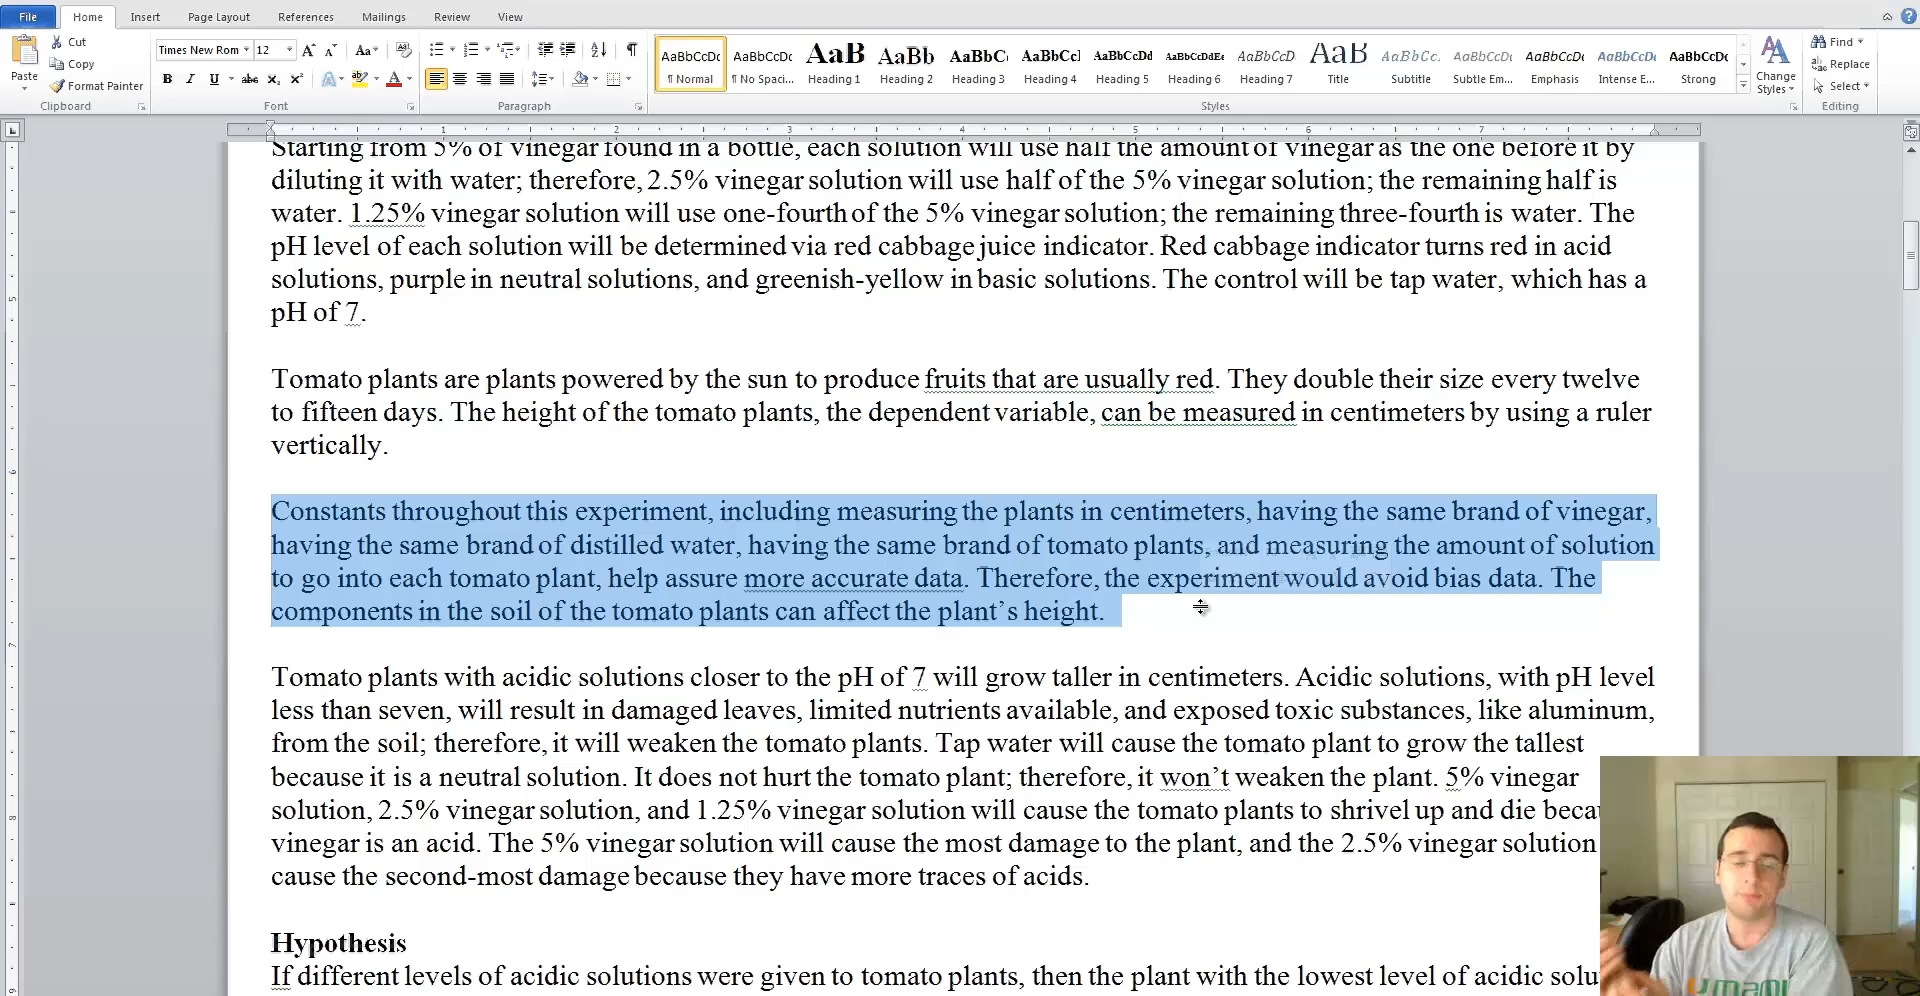 File Home Insert Page Layout References Mailings Review View
Paste Cut Copy Format Painter
Times New Rom 12
Clipboard Font Paragraph Styles Editing
AaBbCcDc AaBbCcDc AaB AaBb AaBbC AaBbCcI AaBbCcDd AaBbCcDdEe AaBbCcD AaB AaBbCc. AaBbCcDc AaBbCcDc AaBbCcDc AaBbCcDc
¶ Normal ¶ No Spaci... Heading 1 Heading 2 Heading 3 Heading 4 Heading 5 Heading 6 Heading 7 Title Subtitle Subtle Em... Emphasis Intense E... Strong
Change Styles
Find
Replace
Select
1 2 3 4 5 6 7
Starting from 5% of vinegar found in a bottle, each solution will use half the amount of vinegar as the one before it by
diluting it with water; therefore, 2.5% vinegar solution will use half of the 5% vinegar solution; the remaining half is
water. 1.25% vinegar solution will use one-fourth of the 5% vinegar solution; the remaining three-fourth is water. The
pH level of each solution will be determined via red cabbage juice indicator. Red cabbage indicator turns red in acid
solutions, purple in neutral solutions, and greenish-yellow in basic solutions. The control will be tap water, which has a
pH of 7.
Tomato plants are plants powered by the sun to produce fruits that are usually red. They double their size every twelve
to fifteen days. The height of the tomato plants, the dependent variable, can be measured in centimeters by using a ruler
vertically.
Constants throughout this experiment, including measuring the plants in centimeters, having the same brand of vinegar,
having the same brand of distilled water, having the same brand of tomato plants, and measuring the amount of solution
to go into each tomato plant, help assure more accurate data. Therefore, the experiment would avoid bias data. The
components in the soil of the tomato plants can affect the plant’s height.
Tomato plants with acidic solutions closer to the pH of 7 will grow taller in centimeters. Acidic solutions, with pH level
less than seven, will result in damaged leaves, limited nutrients available, and exposed toxic substances, like aluminum,
from the soil; therefore, it will weaken the tomato plants. Tap water will cause the tomato plant to grow the tallest
because it is a neutral solution. It does not hurt the tomato plant; therefore, it won’t weaken the plant. 5% vinegar
solution, 2.5% vinegar solution, and 1.25% vinegar solution will cause the tomato plants to shrivel up and die beca
vinegar is an acid. The 5% vinegar solution will cause the most damage to the plant, and the 2.5% vinegar solution
cause the second-most damage because they have more traces of acids.
Hypothesis
If different levels of acidic solutions were given to tomato plants, then the plant with the lowest level of acidic solu